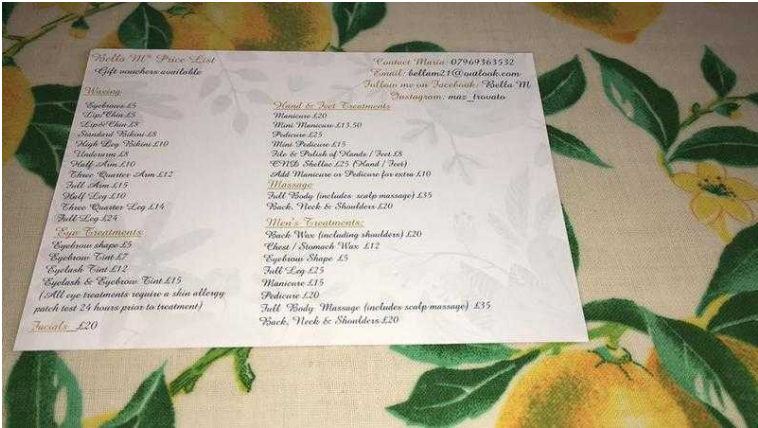 Bella M* Price List
Gift vouchers available
Contact Maria: 07969363532
Email: bellam21@outlook.com
Follow me on Facebook: Bella M
Instagram: maz_trovato
Waxing
Eyebrows £5
Lip/Chin £5
Lip&Chin £8
Standard Bikini £8
High Leg Bikini £10
Underarm £8
Half Arm £10
Three Quarter Arm £12
Full Arm £15
Half Leg £10
Three Quarter Leg £14
Full Leg £24
Eye Treatments
Eyebrow shape £5
Eyebrow Tint £7
Eyelash Tint £12
Eyelash & Eyebrow Tint £15
(All eye treatments require a skin allergy
patch test 24 hours prior to treatment)
Facials £20
Hand & Feet Treatments
Manicure £20
Mini Manicure £13.50
Pedicure £25
Mini Pedicure £15
File & Polish of Hands / Feet £8
CND Shellac £25 (Hand / Feet)
Add Manicure or Pedicure for extra £10
Massage
Full Body (includes scalp massage) £35
Back, Neck & Shoulders £20
Men's Treatments:
Back Wax (including shoulders) £20
Chest / Stomach Wax £12
Eyebrow Shape £5
Full Leg £25
Manicure £15
Pedicure £20
Full Body Massage (includes scalp massage) £35
Back, Neck & Shoulders £20